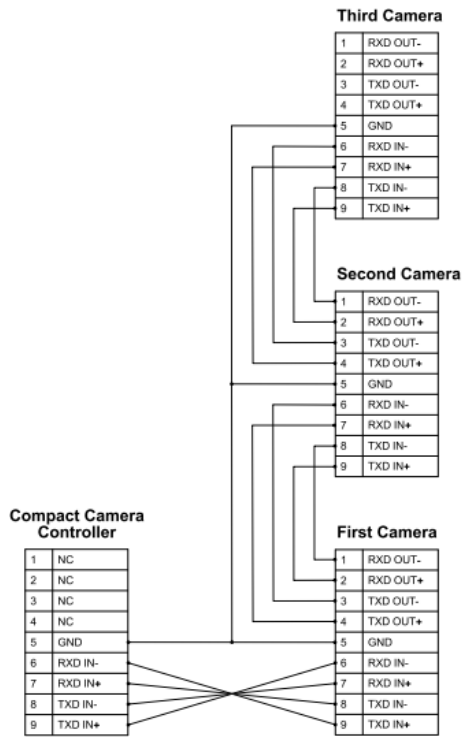 Third Camera
1 RXD OUT-
2 RXD OUT+
3 TXD OUT-
4 TXD OUT+
5 GND
6 RXD IN-
7 RXD IN+
8 TXD IN-
9 TXD IN+
Second Camera
1 RXD OUT-
2 RXD OUT+
3 TXD OUT-
4 TXD OUT+
5 GND
6 RXD IN-
7 RXD IN+
8 TXD IN-
9 TXD IN+
Compact Camera
Controller
1 NC
2 NC
3 NC
4 NC
5 GND
6 RXD IN-
7 RXD IN+
8 TXD IN-
9 TXD IN+
First Camera
1 RXD OUT-
2 RXD OUT+
3 TXD OUT-
4 TXD OUT+
5 GND
6 RXD IN-
7 RXD IN+
8 TXD IN-
9 TXD IN+